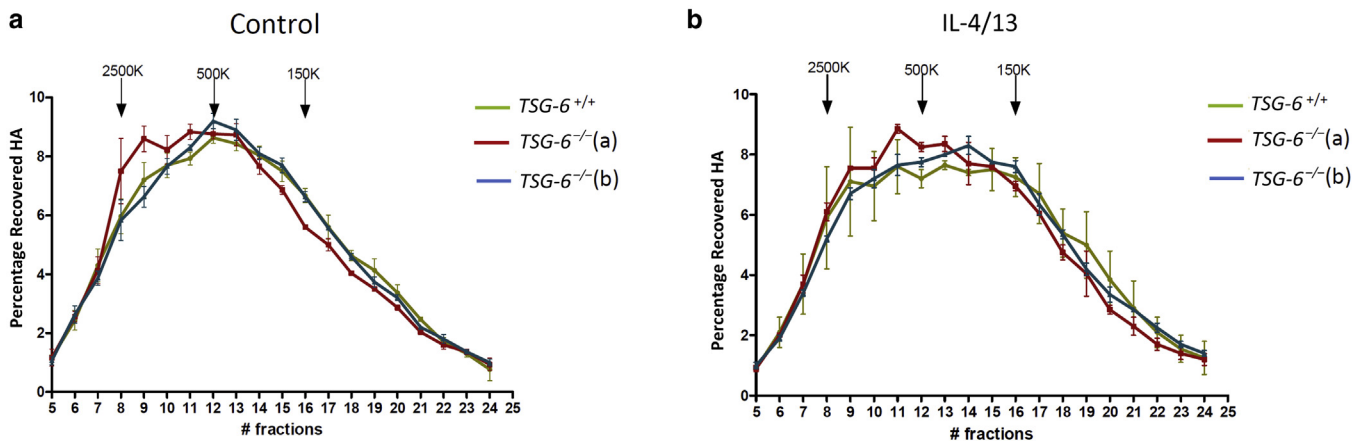 a
Control
2500K 500K 150K
TSG-6 +/+
TSG-6 −/− (a)
TSG-6 −/− (b)
Percentage Recovered HA
10
8
6
4
2
0
5 6 7 8 9 10 11 12 13 14 15 16 17 18 19 20 21 22 23 24 25
# fractions
b
IL-4/13
2500K 500K 150K
TSG-6 +/+
TSG-6 −/− (a)
TSG-6 −/− (b)
Percentage Recovered HA
10
8
6
4
2
0
5 6 7 8 9 10 11 12 13 14 15 16 17 18 19 20 21 22 23 24 25
# fractions